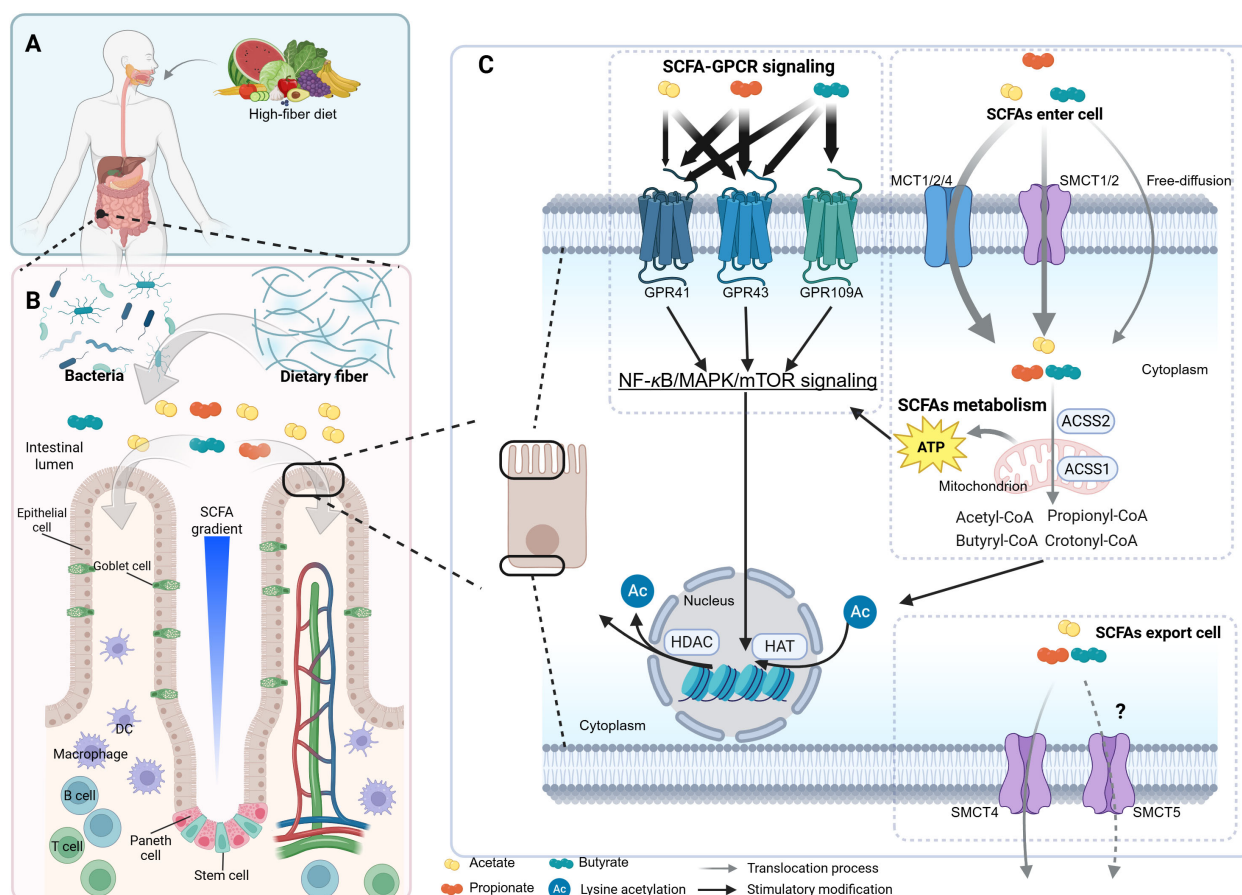 A
High-fiber diet
B
Bacteria
Dietary fiber
Intestinal
lumen
Epithelial
cell
SCFA
gradient
Goblet cell
DC
Macrophage
B cell
T cell
Paneth
cell
Stem cell
C
SCFA-GPCR signaling
GPR41
GPR43
GPR109A
NF-κB/MAPK/mTOR signaling
SCFAs enter cell
MCT1/2/4
SMCT1/2
Free-diffusion
Cytoplasm
SCFAs metabolism
ACSS2
ATP
ACSS1
Mitochondrion
Acetyl-CoA
Propionyl-CoA
Butyryl-CoA
Crotonyl-CoA
Ac
Nucleus
Ac
HDAC
HAT
Cytoplasm
SCFAs export cell
?
SMCT4
SMCT5
Acetate
Butyrate
Translocation process
Propionate
Ac
Lysine acetylation
Stimulatory modification